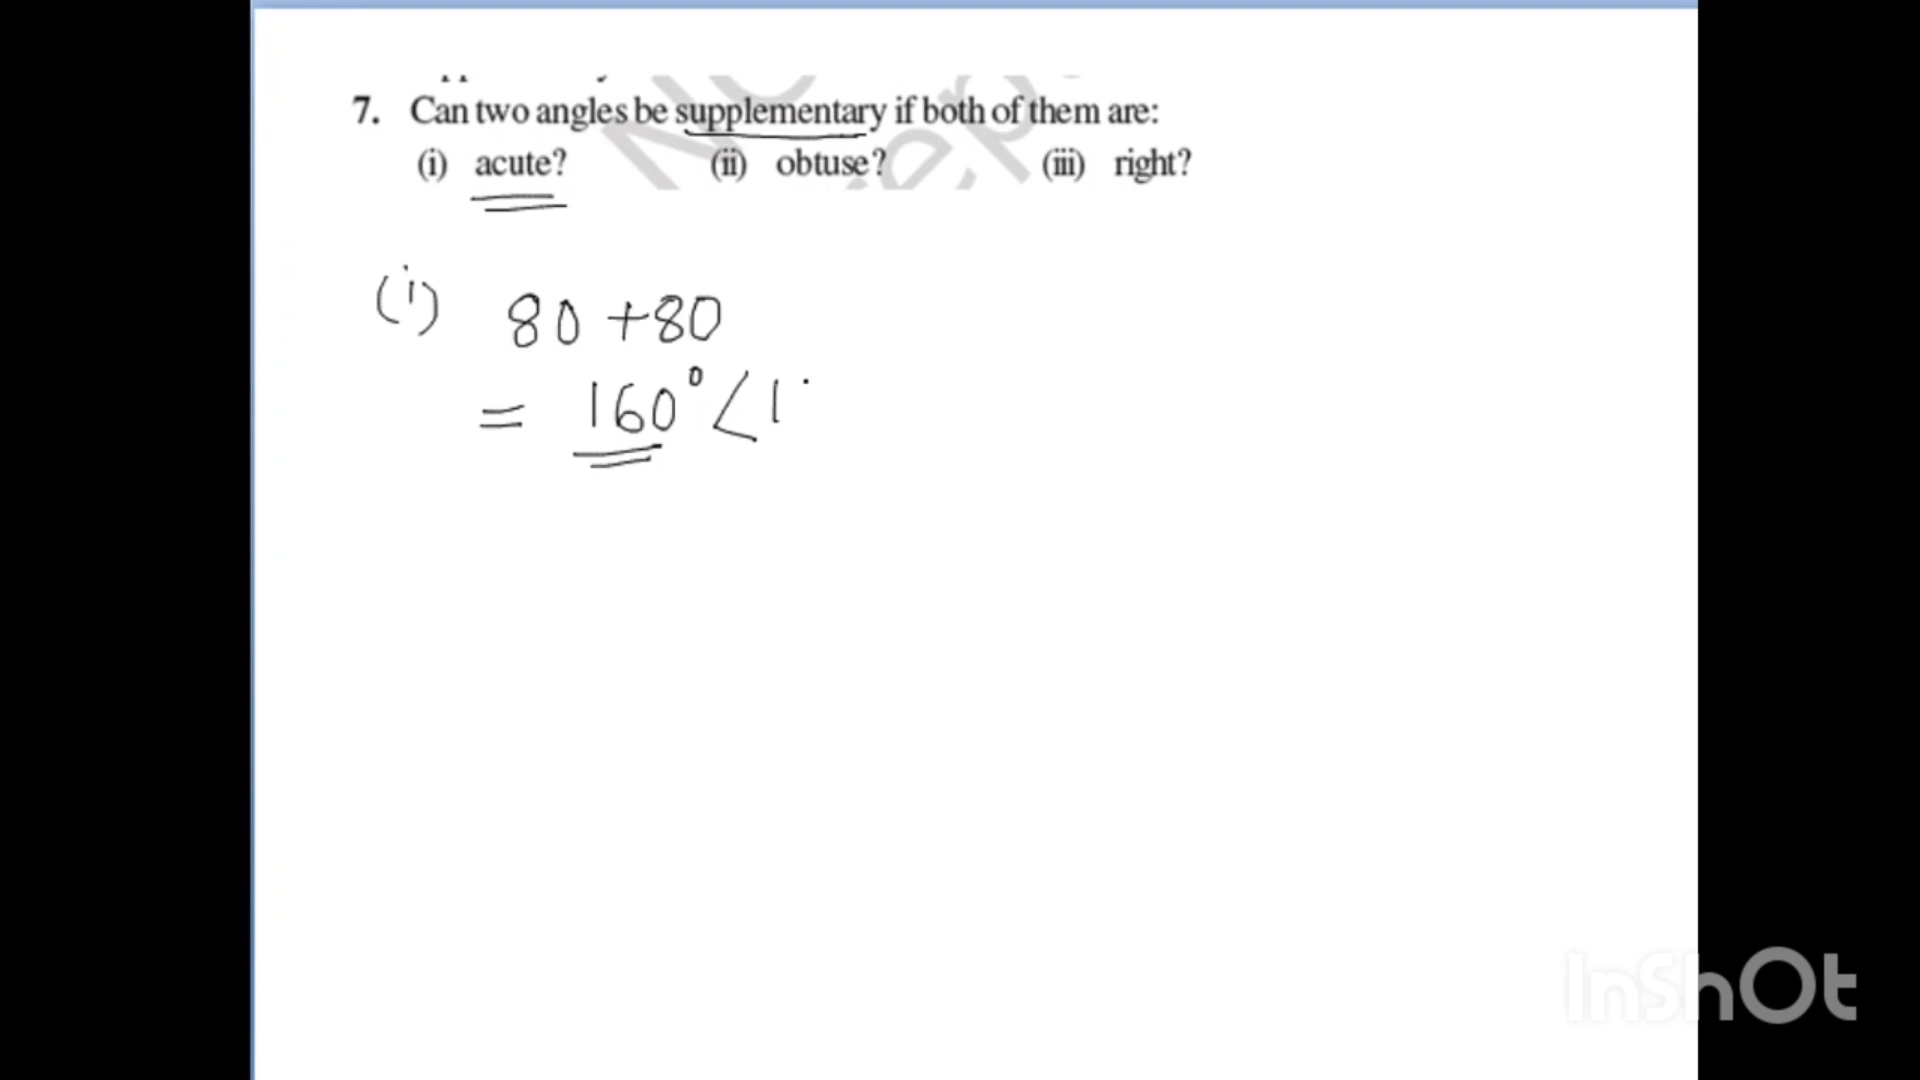 7. Can two angles be supplementary if both of them are:
(i) acute? (ii) obtuse? (iii) right?
(i) 80 + 80
= 160° < 1
InShOt